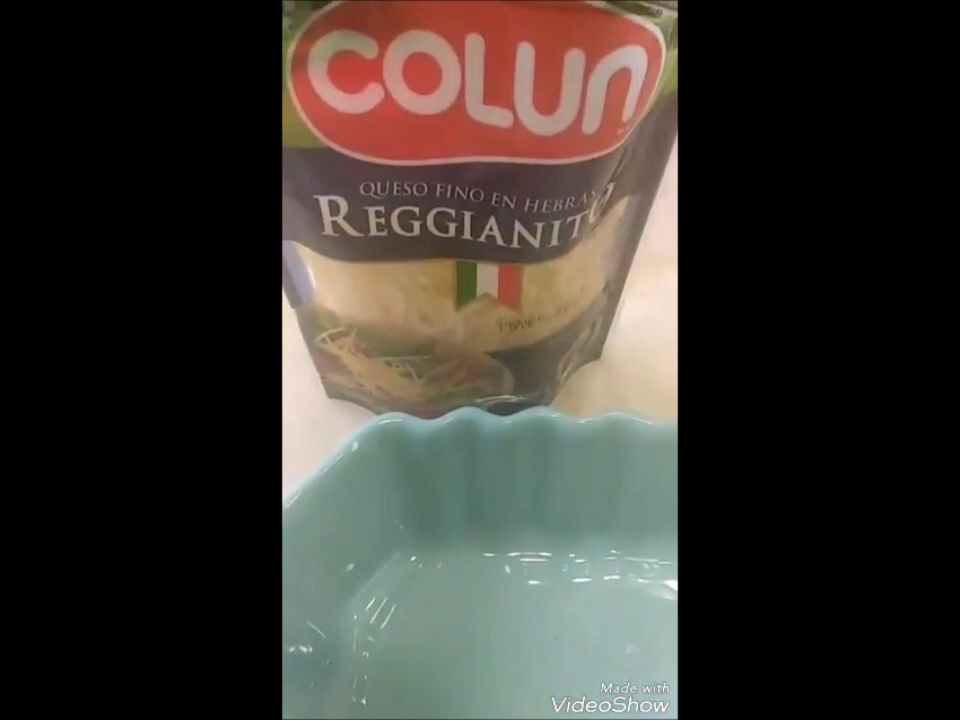 COLUN
QUESO FINO EN HEBRAS
REGGIANITO
Made with
VideoShow